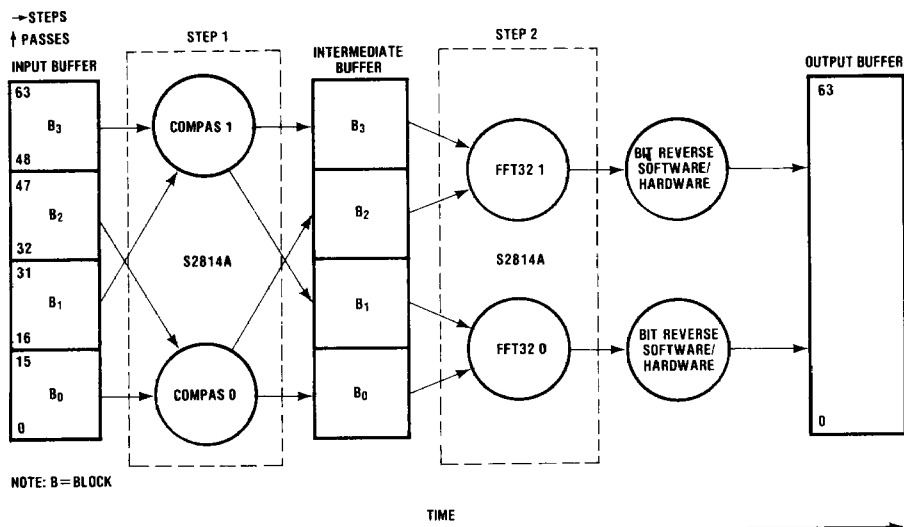 →STEPS
↑ PASSES
INPUT BUFFER
63
B3
48
47
B2
32
31
B1
16
15
B0
0
STEP 1
COMPAS 1
S2814A
COMPAS 0
INTERMEDIATE
BUFFER
B3
B2
B1
B0
STEP 2
FFT32 1
S2814A
FFT32 0
BIT REVERSE
SOFTWARE/
HARDWARE
BIT REVERSE
SOFTWARE/
HARDWARE
OUTPUT BUFFER
63
0
NOTE: B=BLOCK
TIME